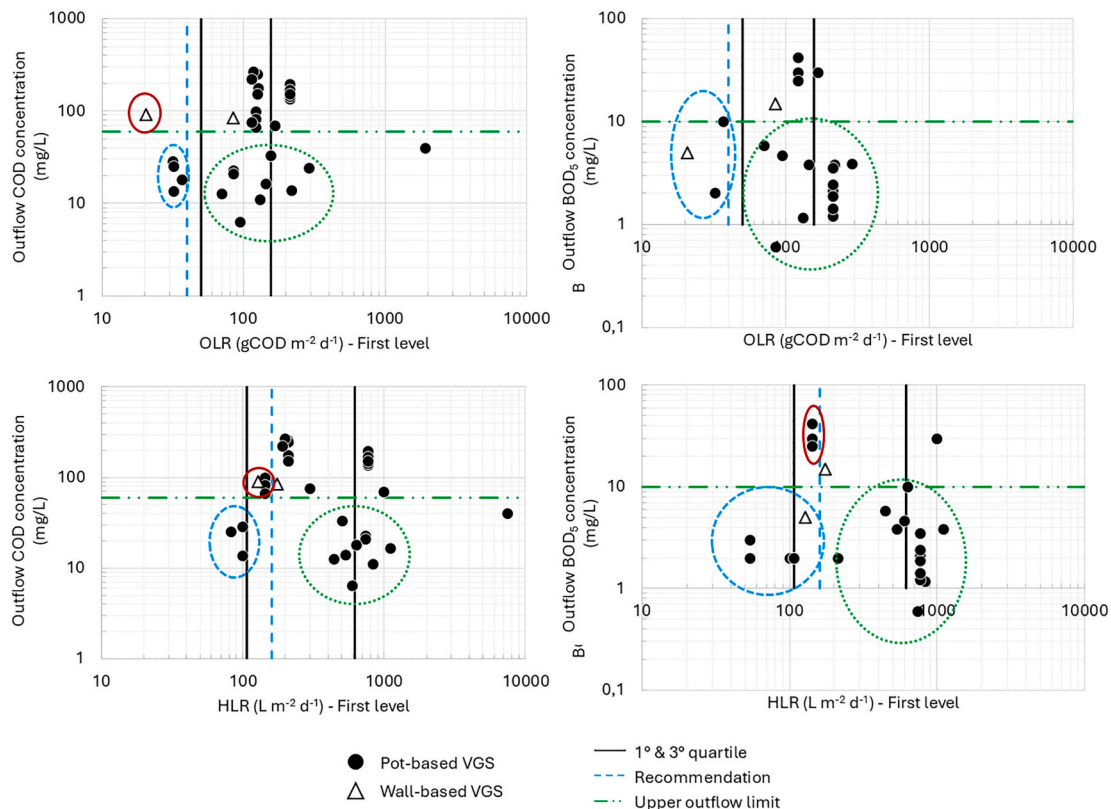 1000
100
10
1
10
100
1000
10000
Outflow COD concentration
(mg/L)
OLR (gCOD m⁻² d⁻¹) - First level
100
10
1
0,1
10
100
1000
10000
Outflow BOD₅ concentration
(mg/L)
B
OLR (gCOD m⁻² d⁻¹) - First level
1000
100
10
1
10
100
1000
10000
Outflow COD concentration
(mg/L)
HLR (L m⁻² d⁻¹) - First level
100
10
1
0,1
10
100
1000
10000
Outflow BOD₅ concentration
(mg/L)
HLR (L m⁻² d⁻¹) - First level
Pot-based VGS
Wall-based VGS
1° & 3° quartile
Recommendation
Upper outflow limit